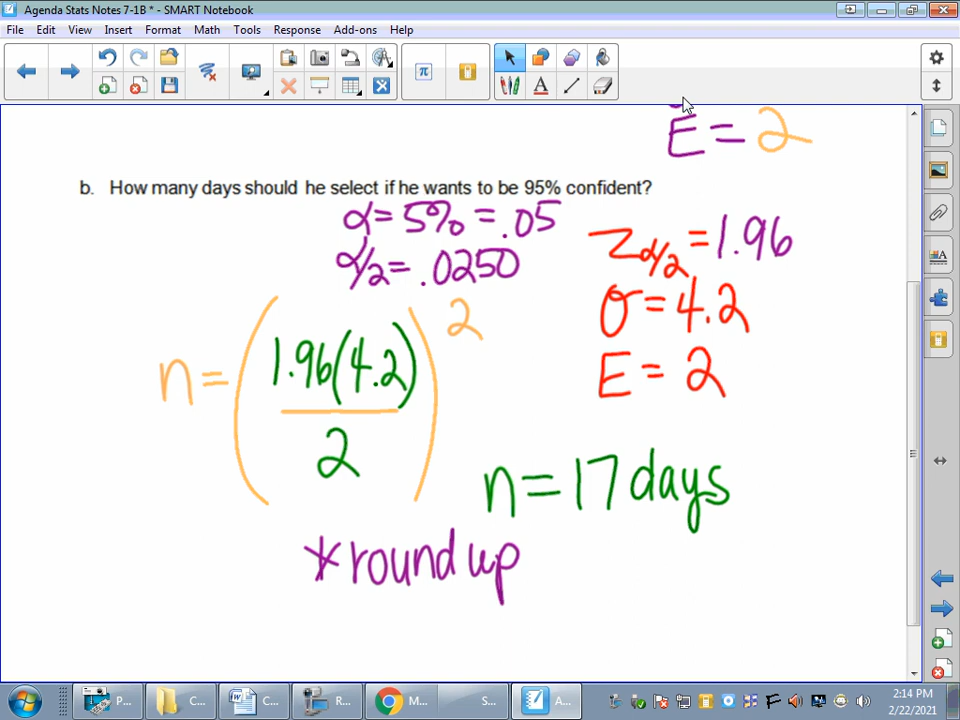 Agenda Stats Notes 7-1B * - SMART Notebook
File Edit View Insert Format Math Tools Response Add-ons Help
π
A
E = 2
b. How many days should he select if he wants to be 95% confident?
α = 5% = .05
α/2 = .0250
Zα/2 = 1.96
σ = 4.2
E = 2
n = (1.96(4.2)/2)²
n = 17 days
*round up
P... C... C... R... M... S... A...
2:14 PM
2/22/2021